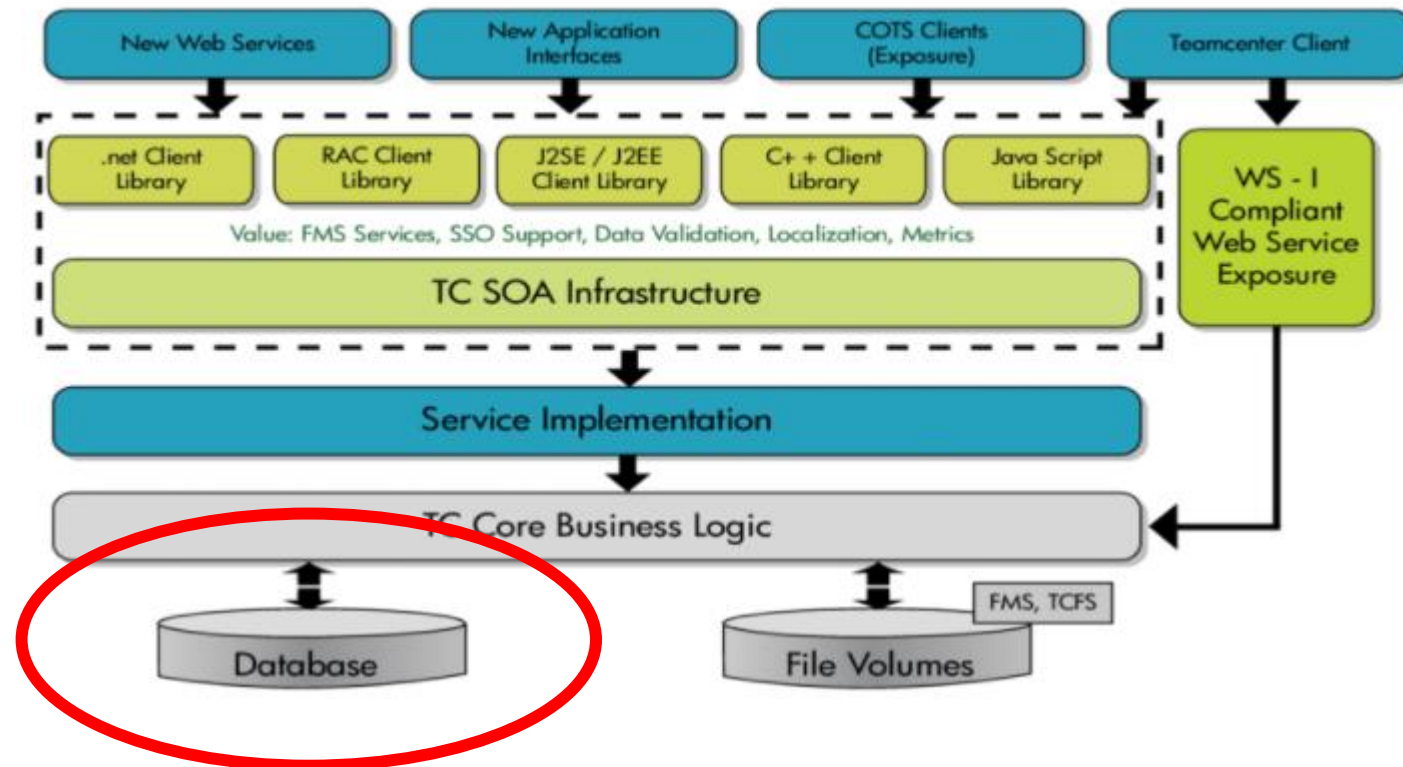 New Web Services
New Application
Interfaces
COTS Clients
(Exposure)
Teamcenter Client
.net Client
Library
RAC Client
Library
J2SE / J2EE
Client Library
C+ + Client
Library
Java Script
Library
WS - I
Compliant
Web Service
Exposure
Value: FMS Services, SSO Support, Data Validation, Localization, Metrics
TC SOA Infrastructure
Service Implementation
TC Core Business Logic
FMS, TCFS
Database
File Volumes